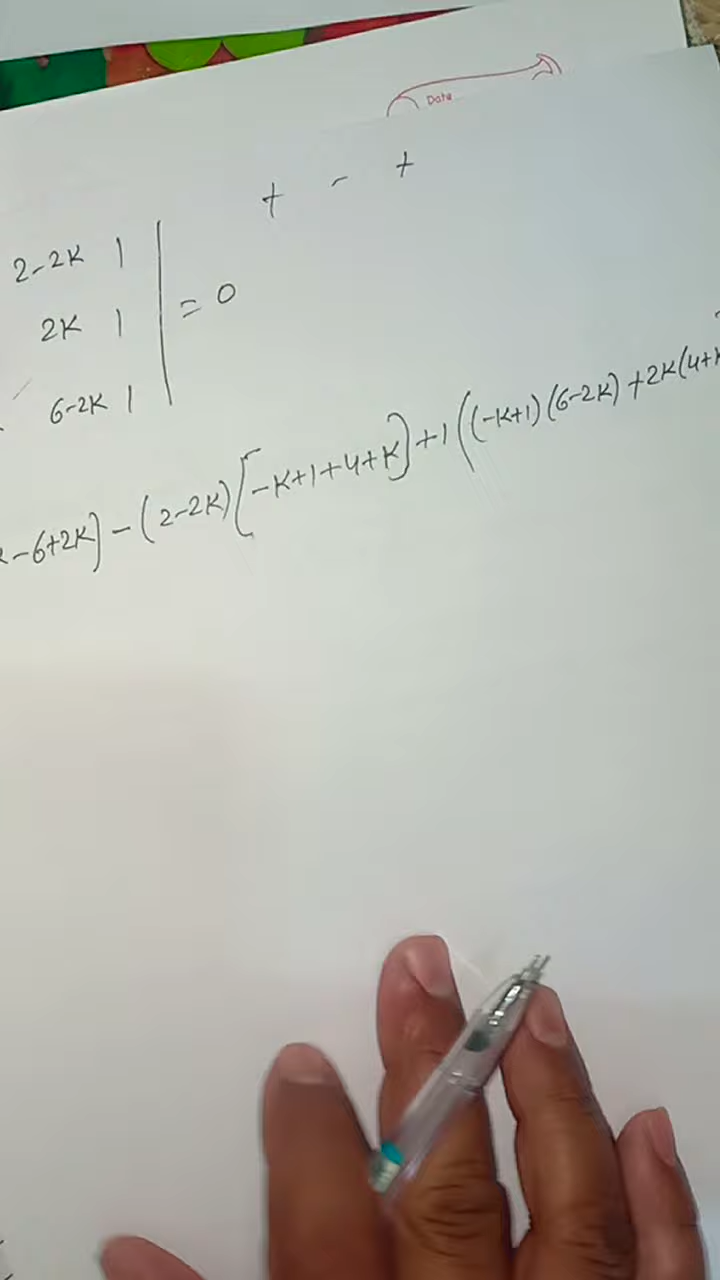 Date
+ - +
2-2K 1
2K 1 = 0
6-2K 1
-6+2K] - (2-2K)[-K+1+4+K] + 1((-K+1)(6-2K)+2K(4+K